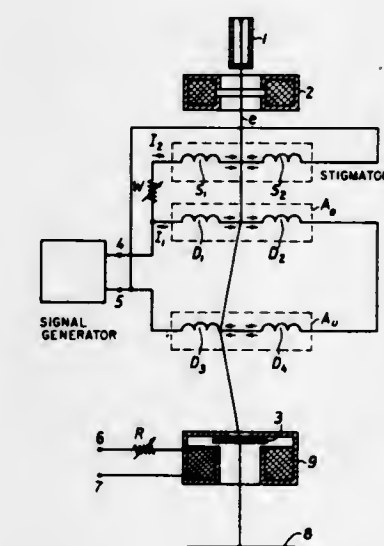 1
2
e
I2
S1
S2
STIGMATOR
W
Ao
4
I1
D1
D2
5
SIGNAL
GENERATOR
Au
D3
D4
3
6
R
9
7
8